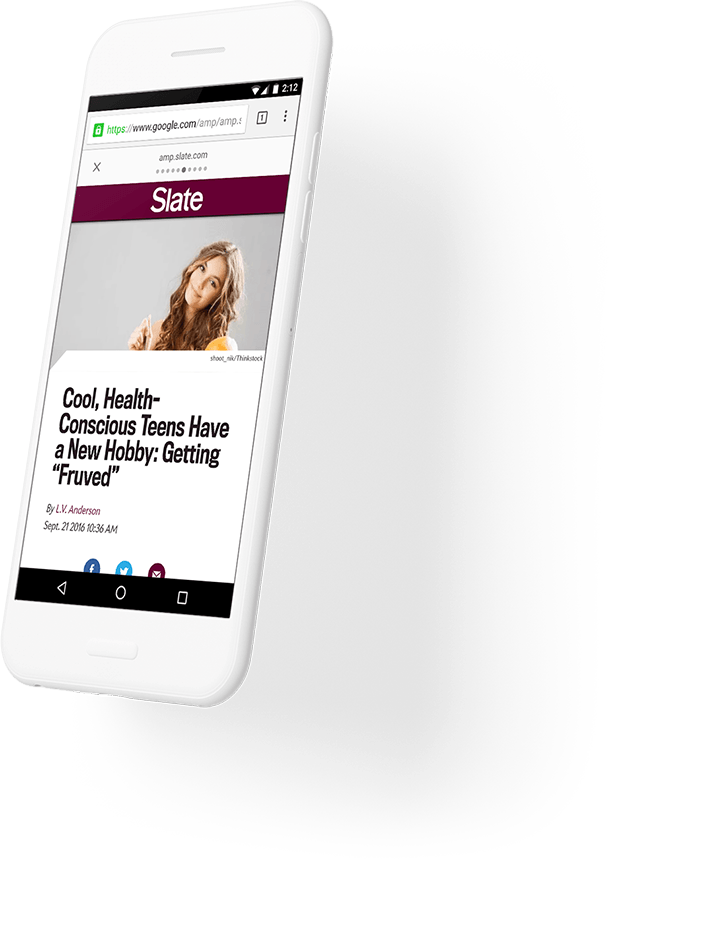 2:12
https://www.google.com/amp/amp.s
1
amp.slate.com
Slate
shoot_nik/Thinkstock
Cool, Health-
Conscious Teens Have
a New Hobby: Getting
“Fruved”
By L.V. Anderson
Sept. 21 2016 10:36 AM